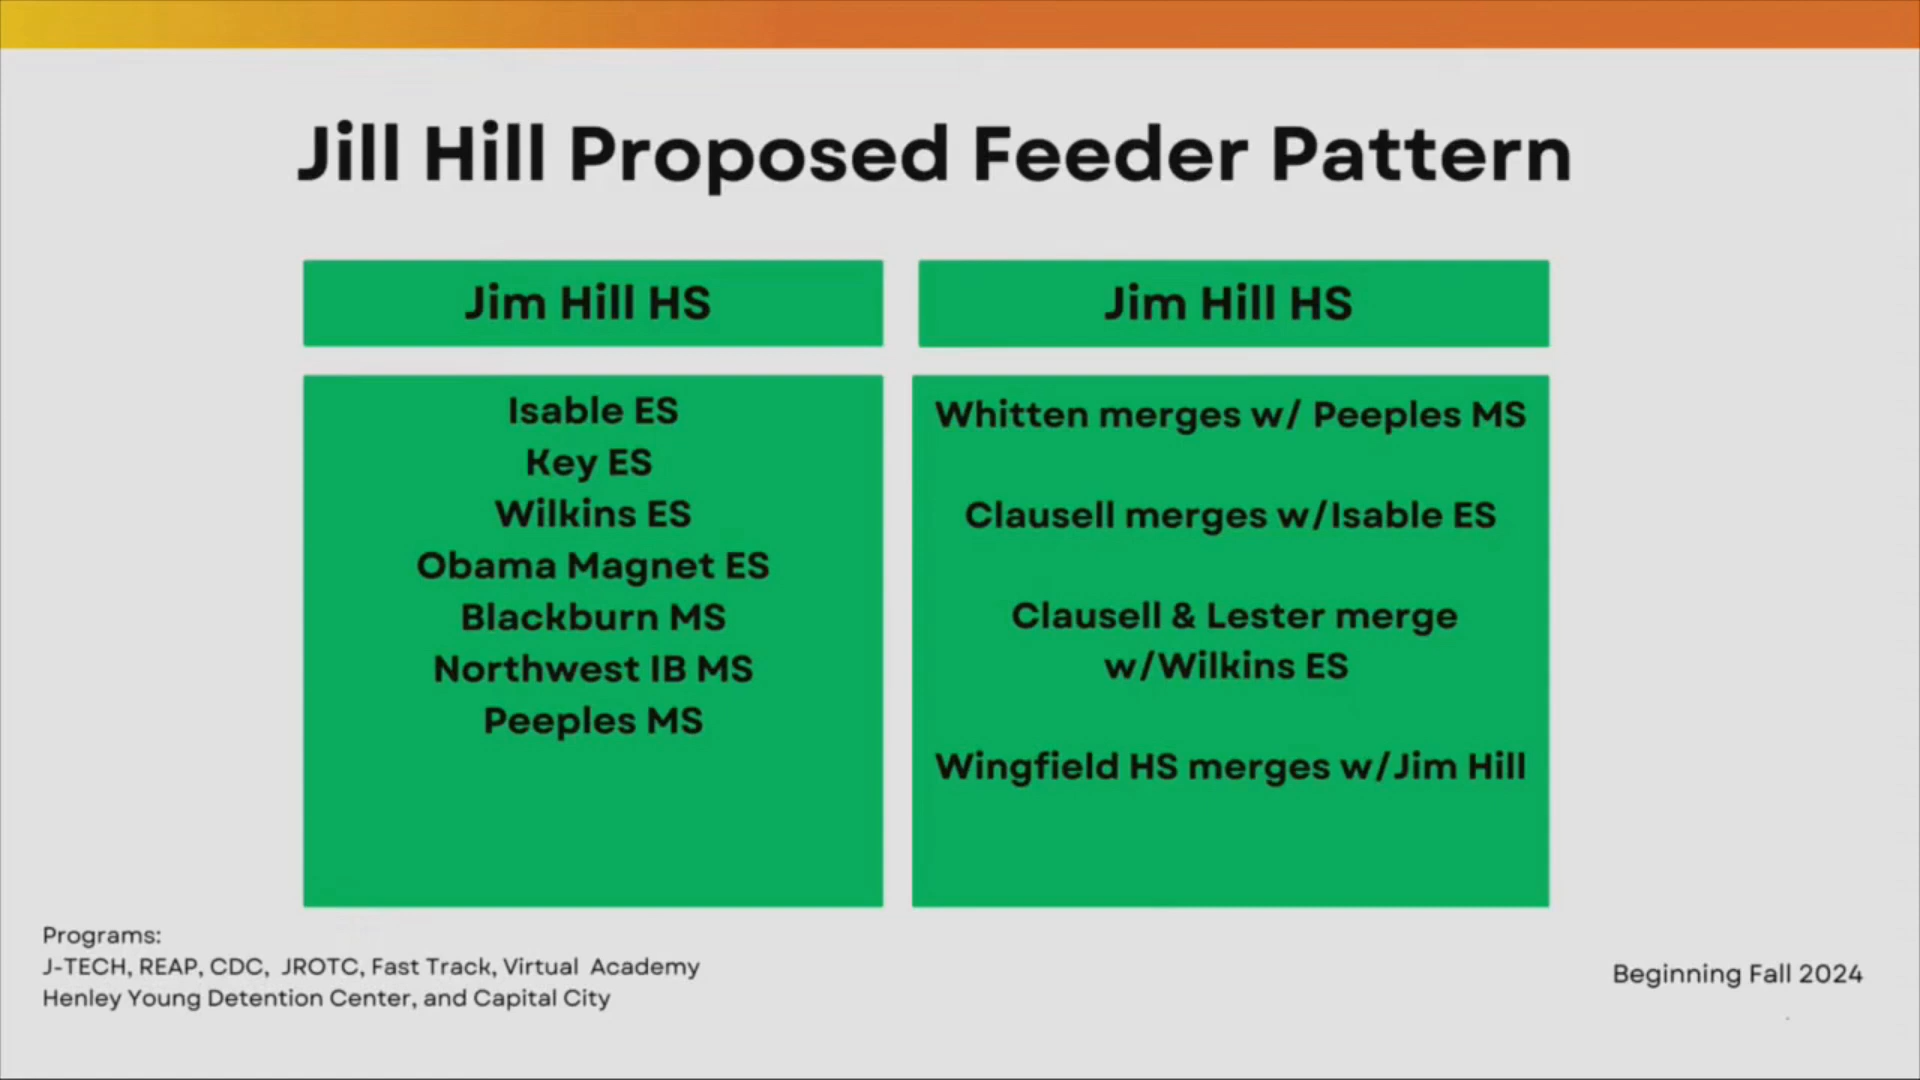 Jill Hill Proposed Feeder Pattern
Jim Hill HS
Isable ES
Key ES
Wilkins ES
Obama Magnet ES
Blackburn MS
Northwest IB MS
Peeples MS
Jim Hill HS
Whitten merges w/ Peeples MS
Clausell merges w/Isable ES
Clausell & Lester merge
w/Wilkins ES
Wingfield HS merges w/Jim Hill
Programs:
J-TECH, REAP, CDC, JROTC, Fast Track, Virtual Academy
Henley Young Detention Center, and Capital City
Beginning Fall 2024